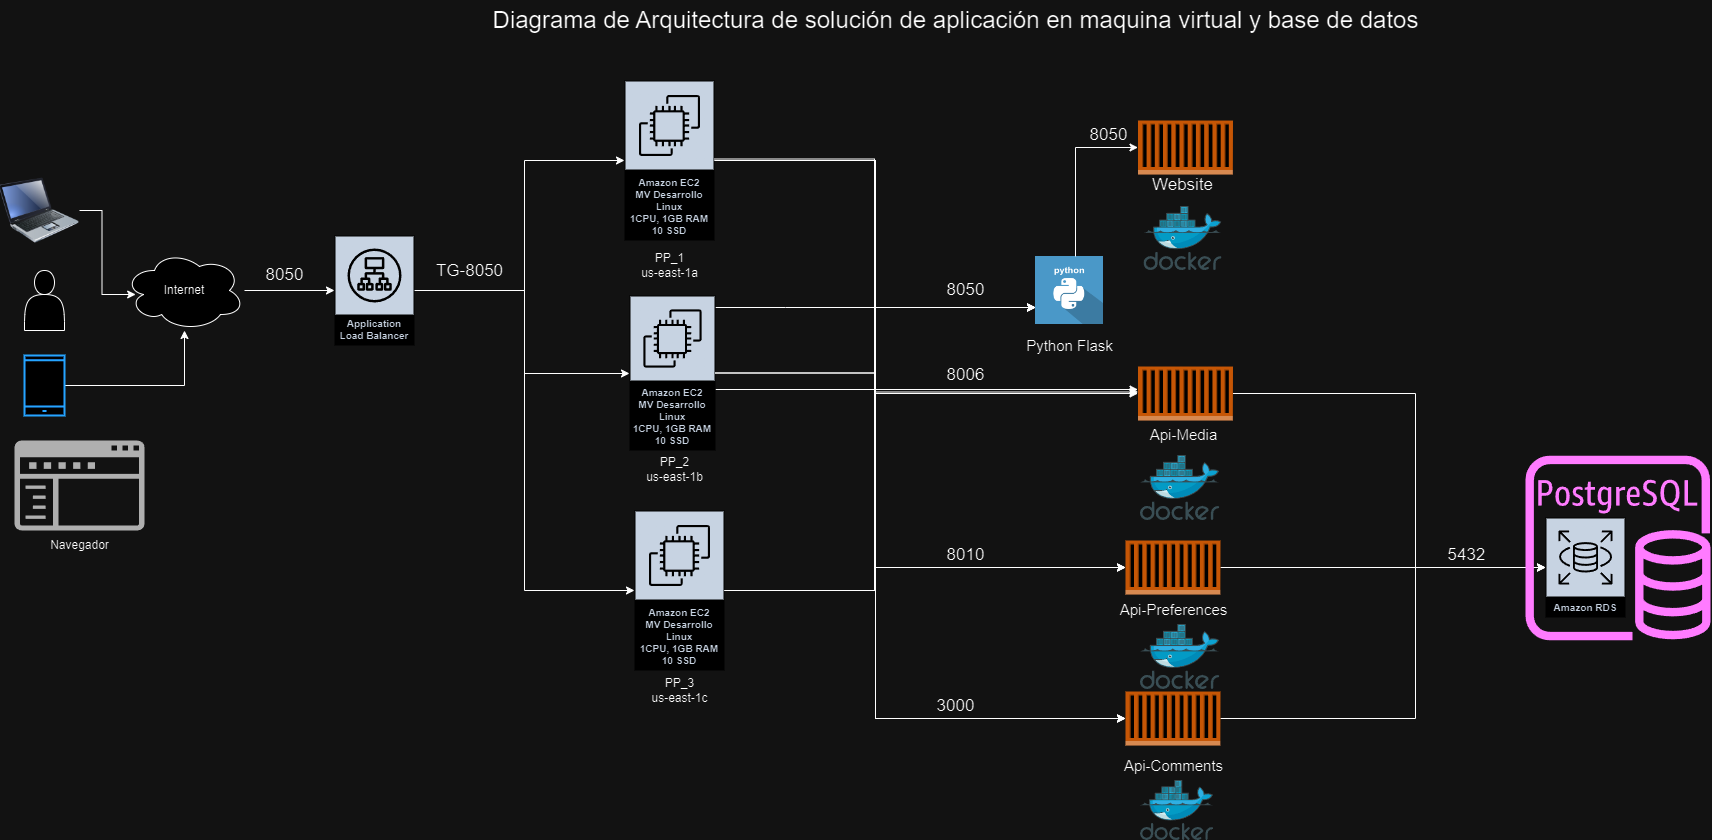 Diagrama de Arquitectura de solución de aplicación en maquina virtual y base de datos
Internet
Navegador
8050
Application
Load Balancer
TG-8050
Amazon EC2
MV Desarrollo
Linux
1CPU, 1GB RAM
10 SSD
PP_1
us-east-1a
Amazon EC2
MV Desarrollo
Linux
1CPU, 1GB RAM
10 SSD
PP_2
us-east-1b
Amazon EC2
MV Desarrollo
Linux
1CPU, 1GB RAM
10 SSD
PP_3
us-east-1c
8050
python
Python Flask
8050
Website
docker
8006
Api-Media
docker
8010
Api-Preferences
docker
3000
Api-Comments
docker
5432
PostgreSQL
Amazon RDS